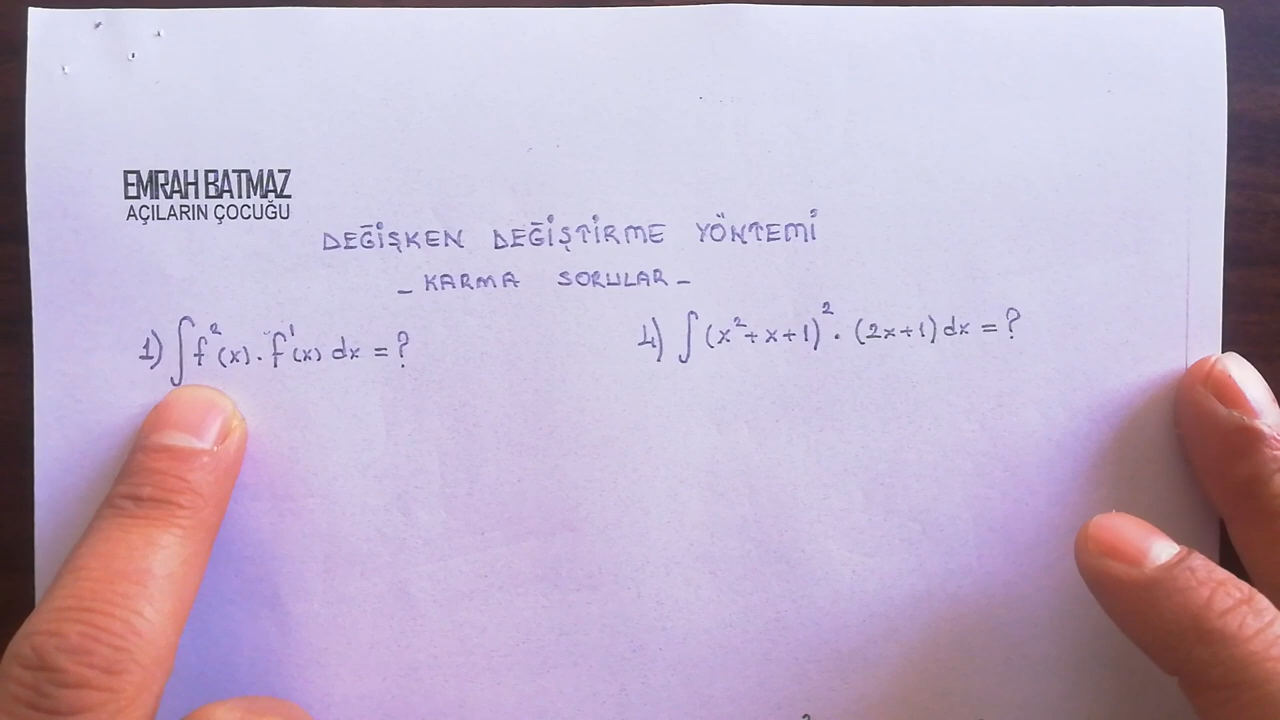 EMRAH BATMAZ
AÇILARIN ÇOCUĞU
DEĞİŞKEN DEĞİŞTİRME YÖNTEMİ
- KARMA SORULAR -
1) ∫ f²(x). f'(x) dx = ?
4) ∫ (x²+x+1)² . (2x+1) dx = ?